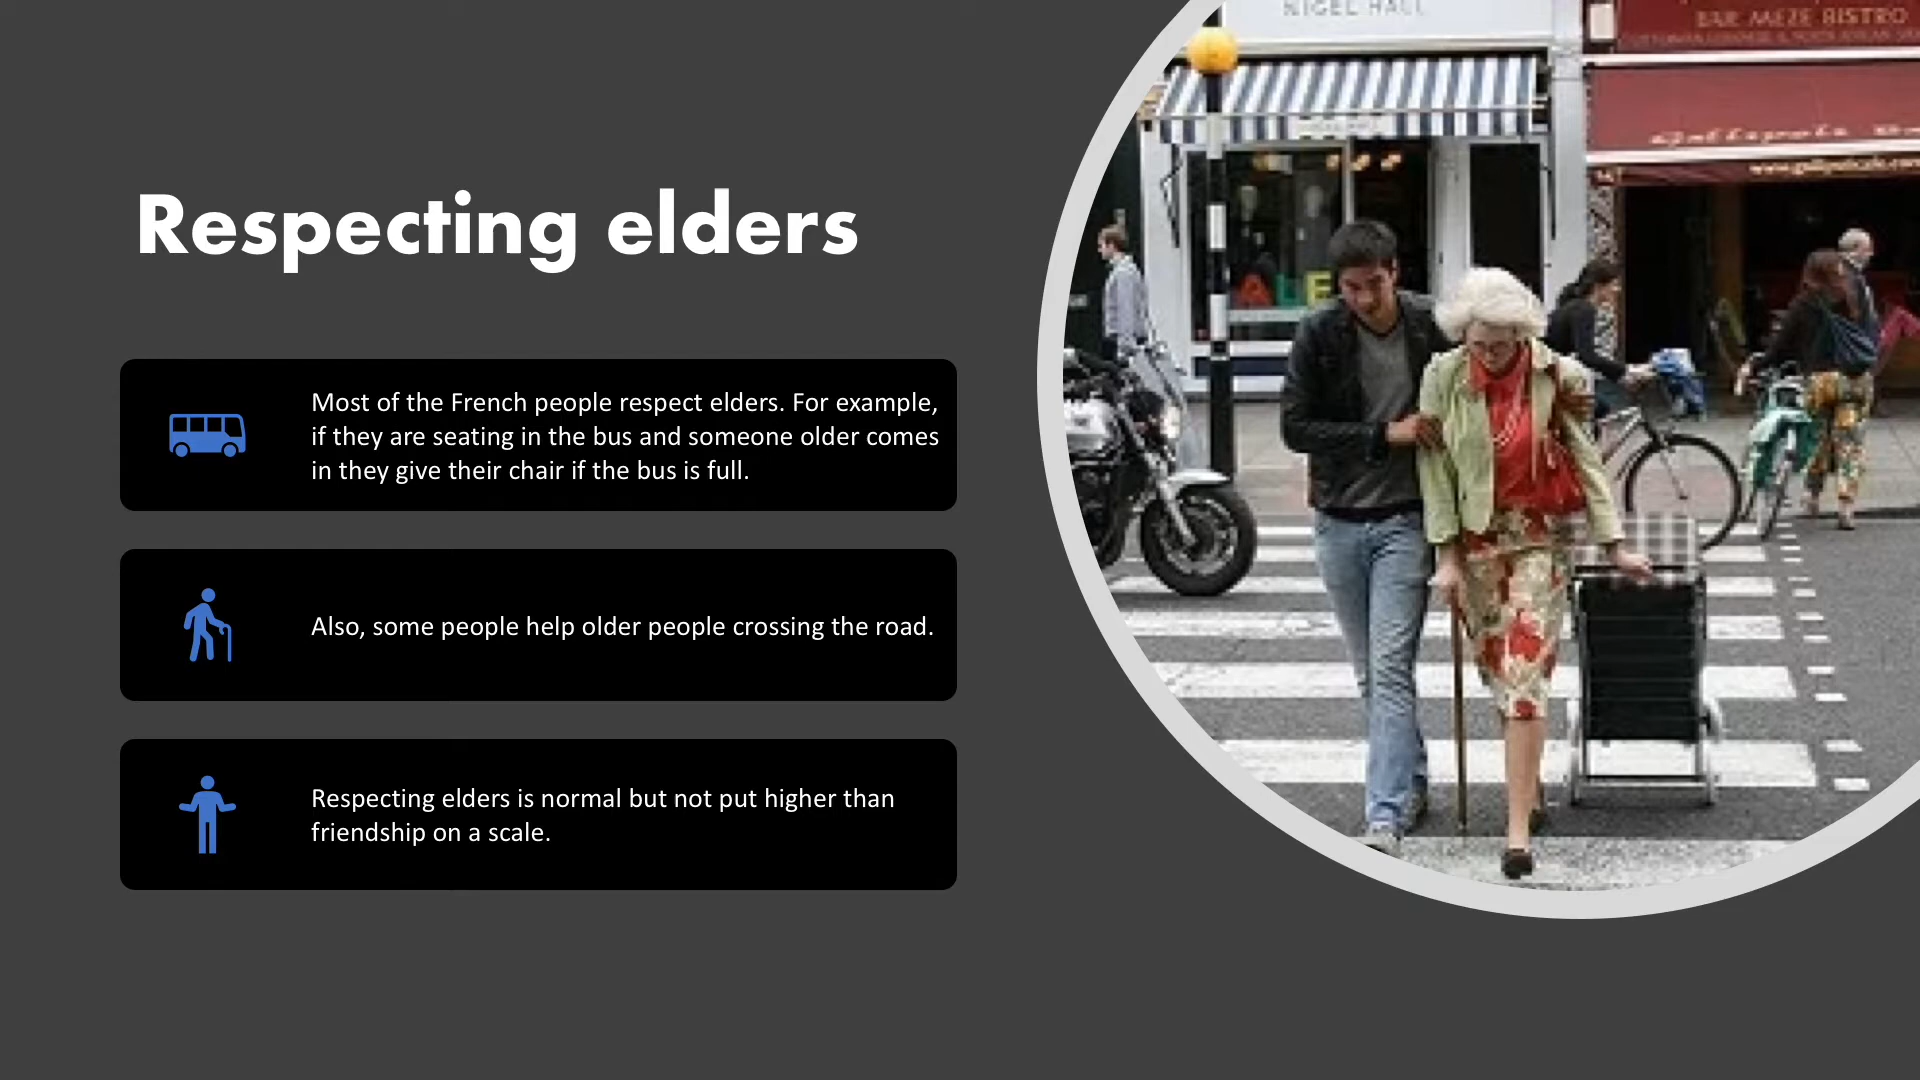 Respecting elders
Most of the French people respect elders. For example,
if they are seating in the bus and someone older comes
in they give their chair if the bus is full.
Also, some people help older people crossing the road.
Respecting elders is normal but not put higher than
friendship on a scale.
NIGEL HALL
BAR MEZE BISTRO
ALE